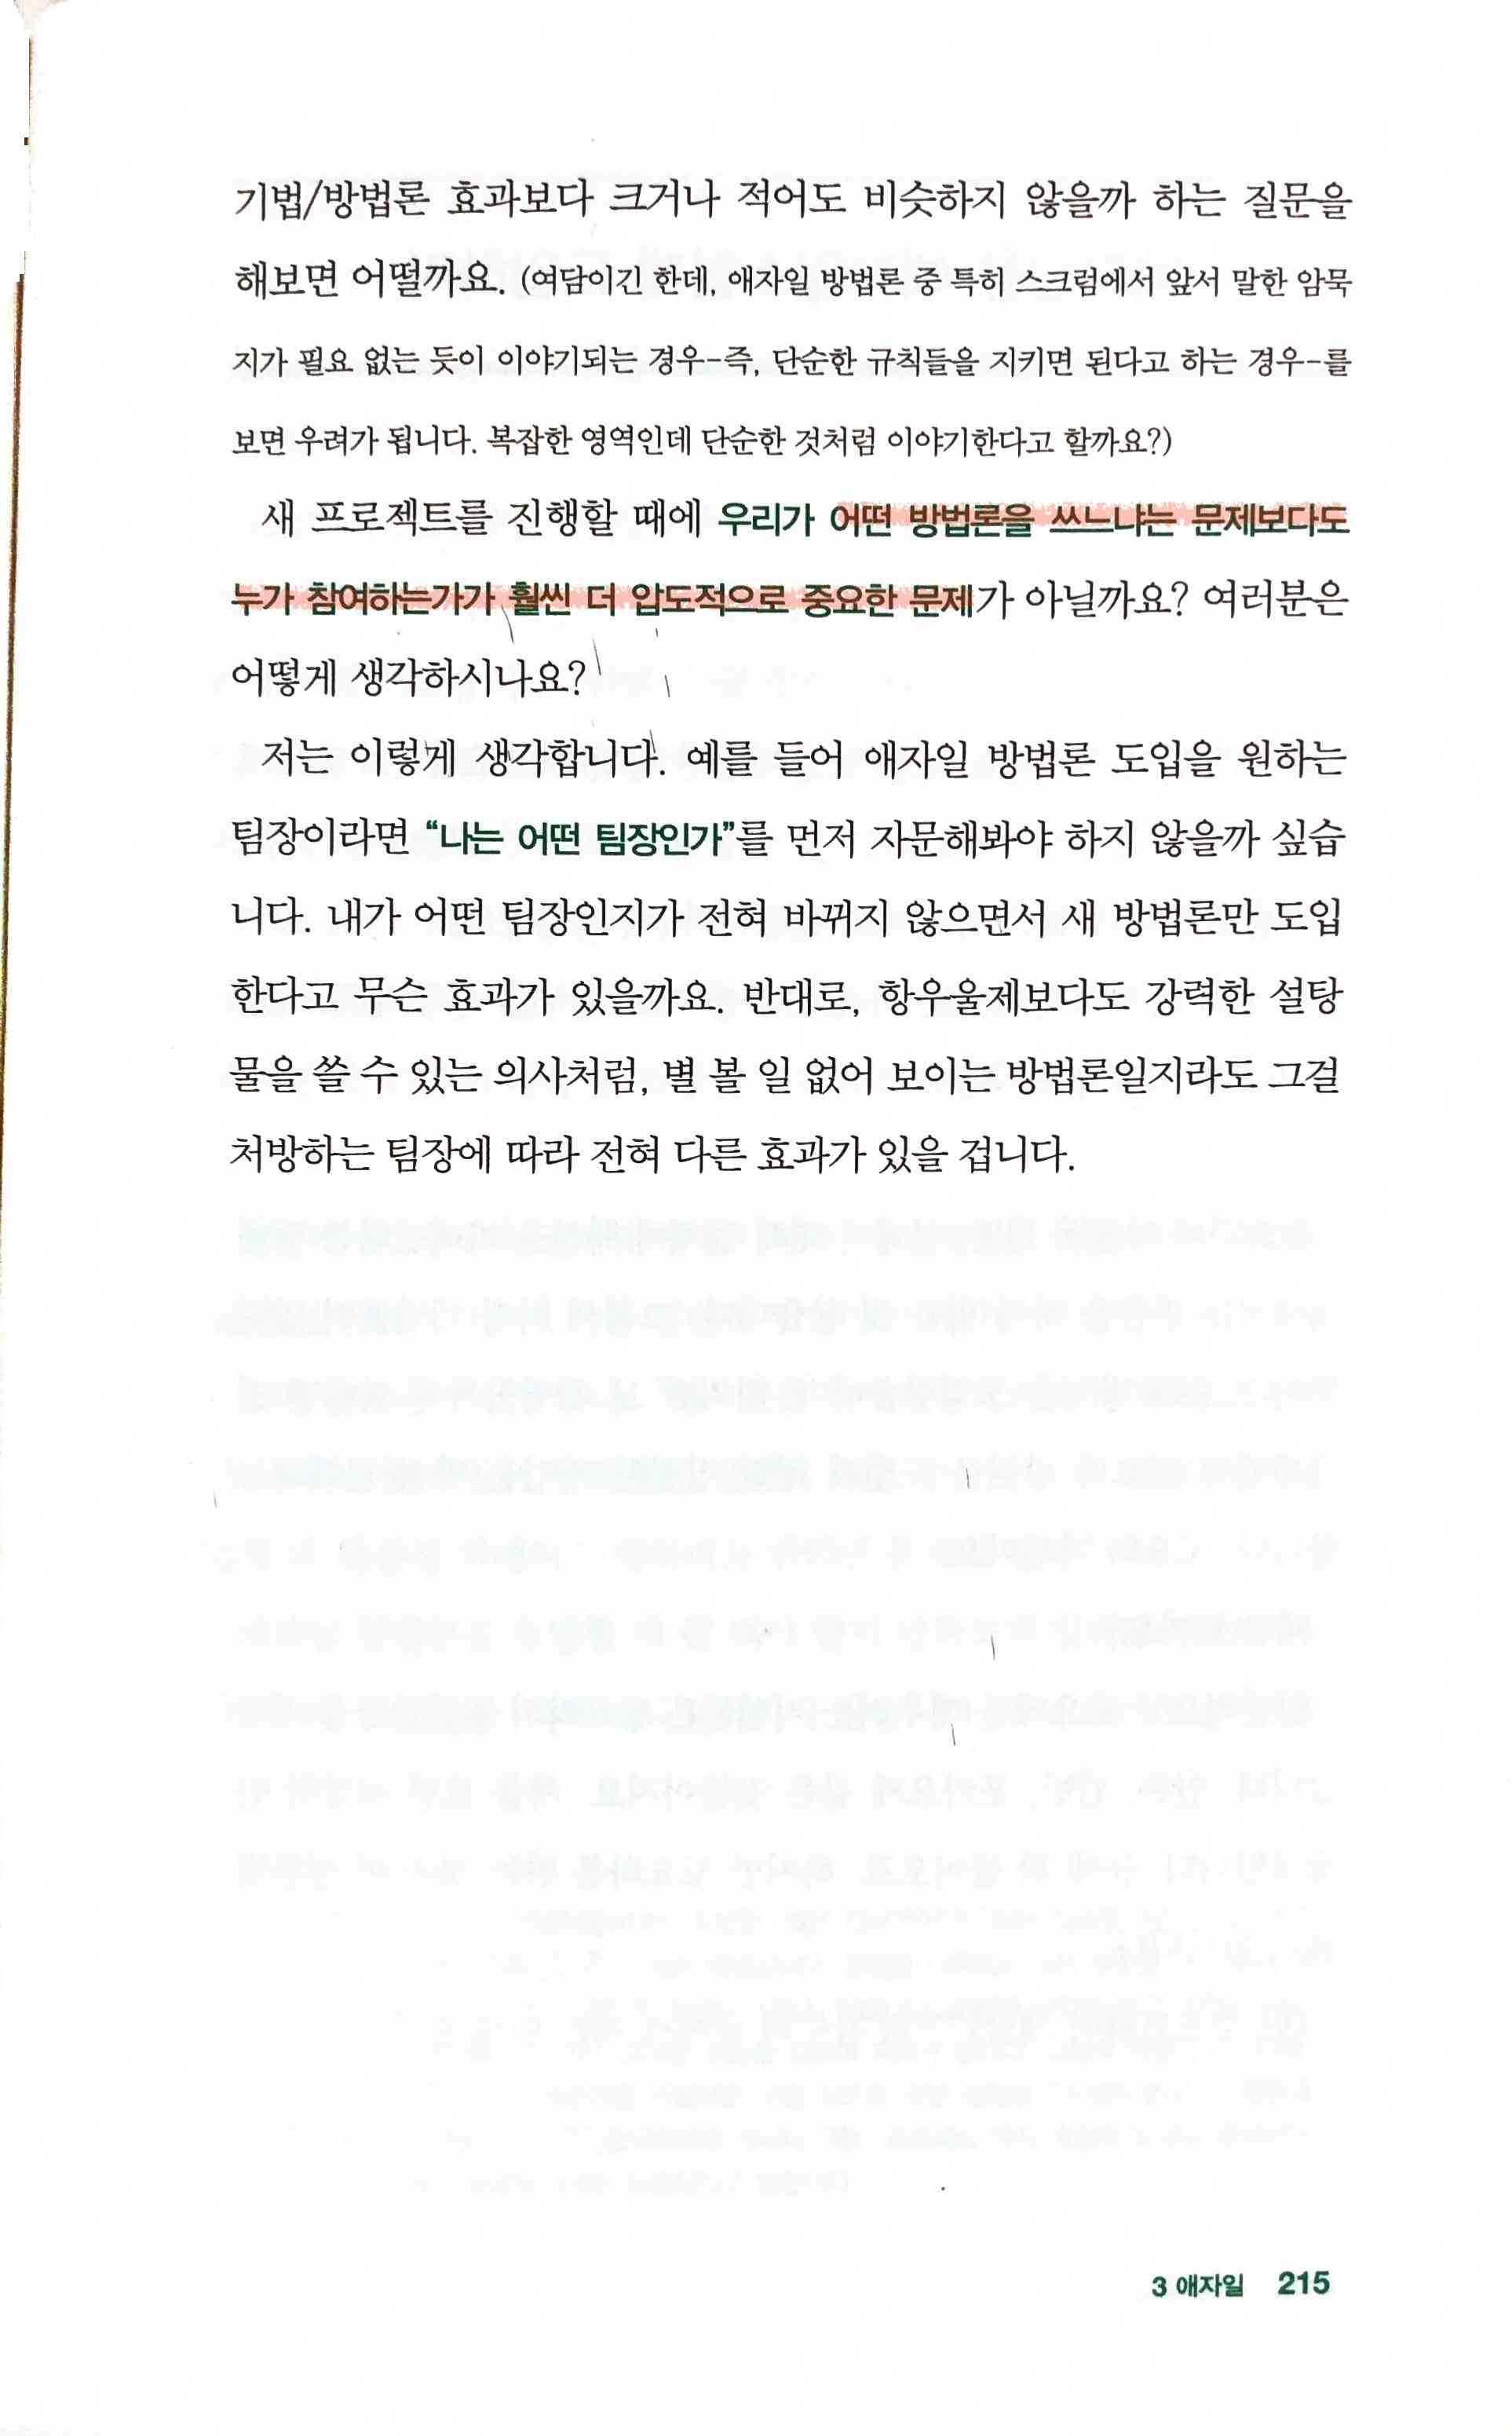 기법/방법론 효과보다 크거나 적어도 비슷하지 않을까 하는 질문을
해보면 어떨까요. (여담이긴 한데, 애자일 방법론 중 특히 스크럼에서 앞서 말한 암묵
지가 필요 없는 듯이 이야기되는 경우-즉, 단순한 규칙들을 지키면 된다고 하는 경우-를
보면 우려가 됩니다. 복잡한 영역인데 단순한 것처럼 이야기한다고 할까요?)
새 프로젝트를 진행할 때에 우리가 어떤 방법론을 쓰느냐는 문제보다도
누가 참여하는가가 훨씬 더 압도적으로 중요한 문제가 아닐까요? 여러분은
어떻게 생각하시나요?
저는 이렇게 생각합니다. 예를 들어 애자일 방법론 도입을 원하는
팀장이라면 “나는 어떤 팀장인가”를 먼저 자문해봐야 하지 않을까 싶습
니다. 내가 어떤 팀장인지가 전혀 바뀌지 않으면서 새 방법론만 도입
한다고 무슨 효과가 있을까요. 반대로, 항우울제보다도 강력한 설탕
물을 쓸 수 있는 의사처럼, 별 볼 일 없어 보이는 방법론일지라도 그걸
처방하는 팀장에 따라 전혀 다른 효과가 있을 겁니다.
3 애자일 215